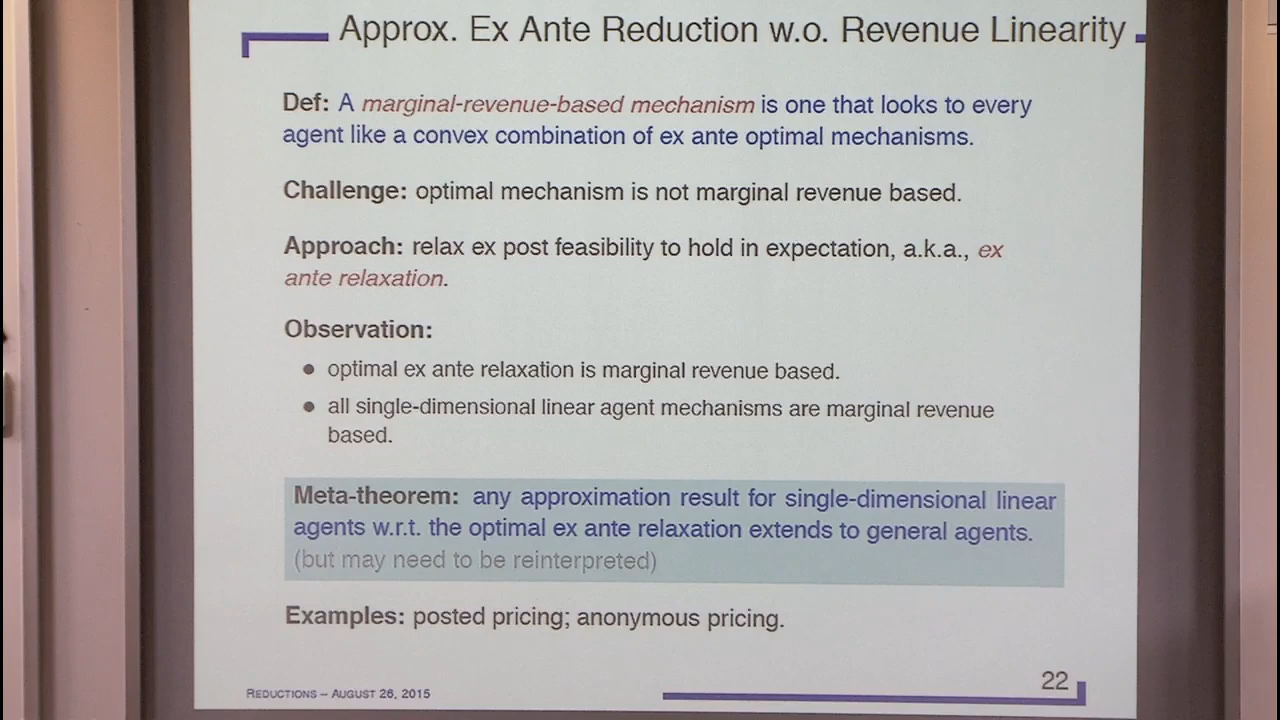 Approx. Ex Ante Reduction w.o. Revenue Linearity
Def: A marginal-revenue-based mechanism is one that looks to every
agent like a convex combination of ex ante optimal mechanisms.
Challenge: optimal mechanism is not marginal revenue based.
Approach: relax ex post feasibility to hold in expectation, a.k.a., ex
ante relaxation.
Observation:
• optimal ex ante relaxation is marginal revenue based.
• all single-dimensional linear agent mechanisms are marginal revenue
based.
Meta-theorem: any approximation result for single-dimensional linear
agents w.r.t. the optimal ex ante relaxation extends to general agents.
(but may need to be reinterpreted)
Examples: posted pricing; anonymous pricing.
REDUCTIONS – AUGUST 26, 2015
22